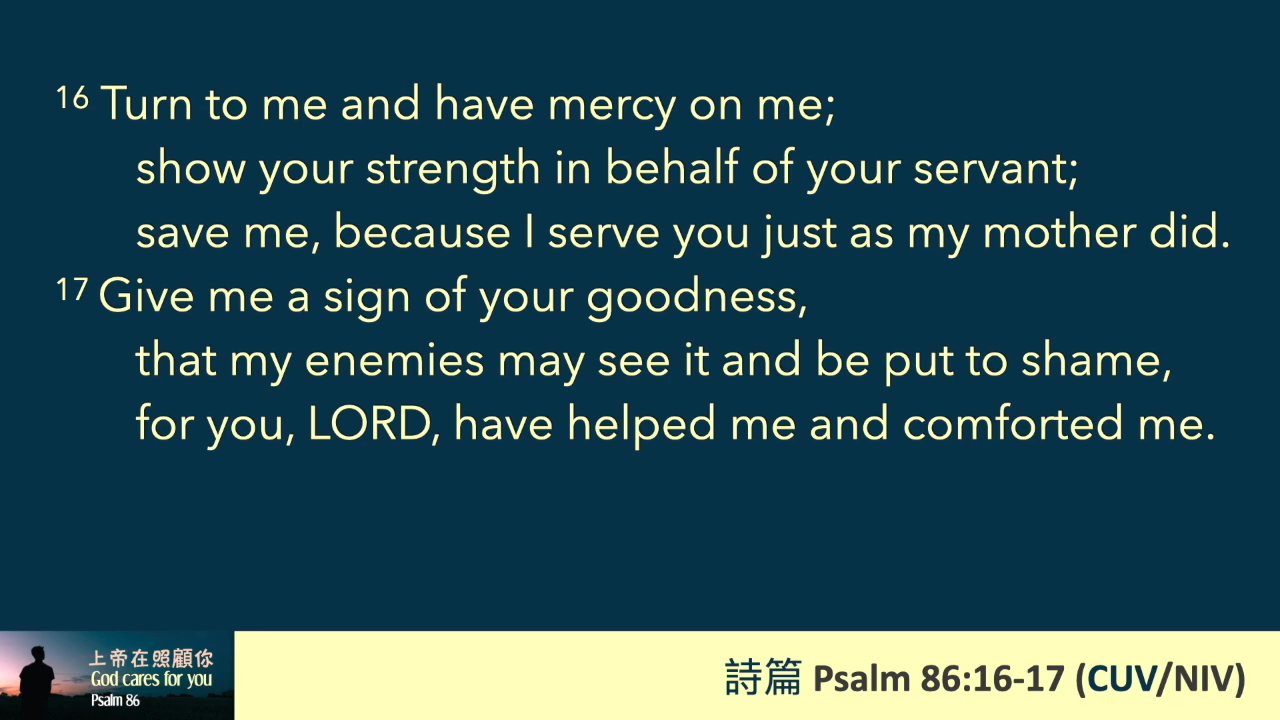 16 Turn to me and have mercy on me;
show your strength in behalf of your servant;
save me, because I serve you just as my mother did.
17 Give me a sign of your goodness,
that my enemies may see it and be put to shame,
for you, LORD, have helped me and comforted me.
上帝在照顧你
God cares for you
Psalm 86
詩篇 Psalm 86:16-17 (CUV/NIV)